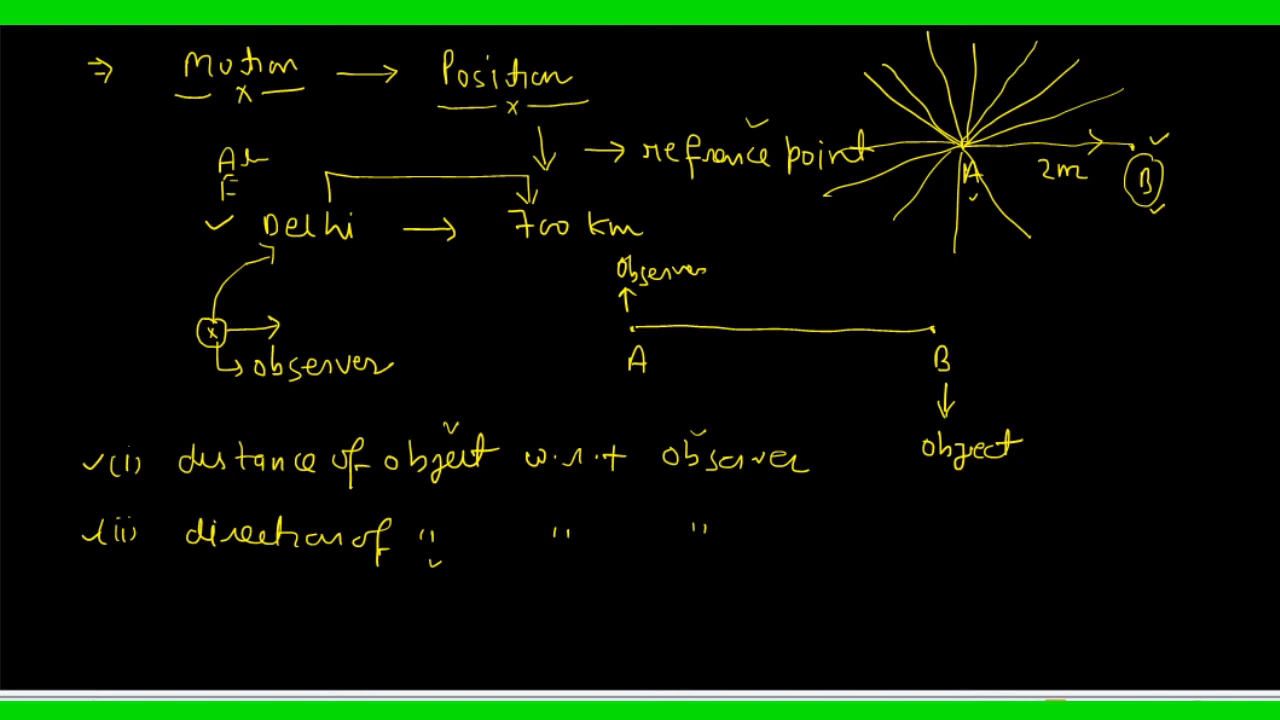 ⇒ Motion → Position
→ refrance point
A 2m B
F
✓ Delhi → 700 km
observer
x
observer
A B
object
✓(i) distance of object w.r.t observer
(ii) direction of " " "